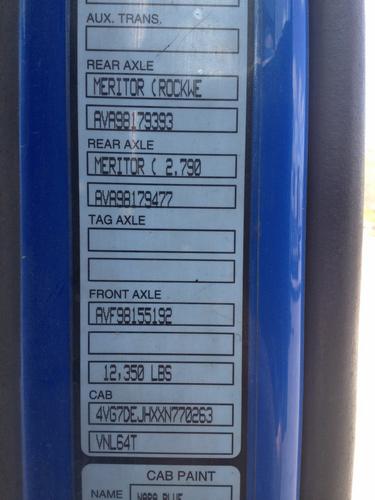 AUX. TRANS.
REAR AXLE
MERITOR (ROCKWE
AVA98179393
REAR AXLE
MERITOR ( 2,790
AVA98179477
TAG AXLE
FRONT AXLE
AVF98155192
12,350 LBS
CAB
4VG7DEJHXXN770263
VNL64T
CAB PAINT
NAME
BLUE